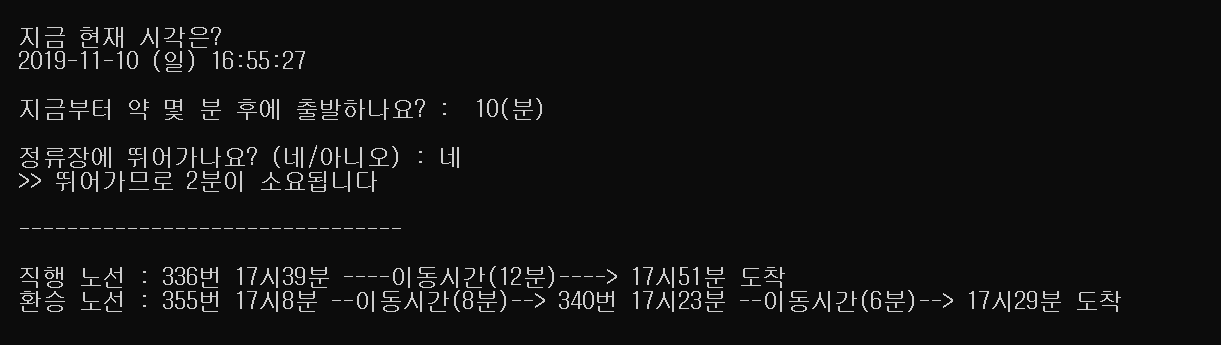 지금 현재 시각은?
2019-11-10 (일) 16:55:27
지금부터 약 몇 분 후에 출발하나요? :  10(분)
정류장에 뛰어가나요? (네/아니오) : 네
>> 뛰어가므로 2분이 소요됩니다
--------------------------------
직행 노선 : 336번 17시39분 ----이동시간(12분)----> 17시51분 도착
환승 노선 : 355번 17시8분 --이동시간(8분)--> 340번 17시23분 --이동시간(6분)--> 17시29분 도착